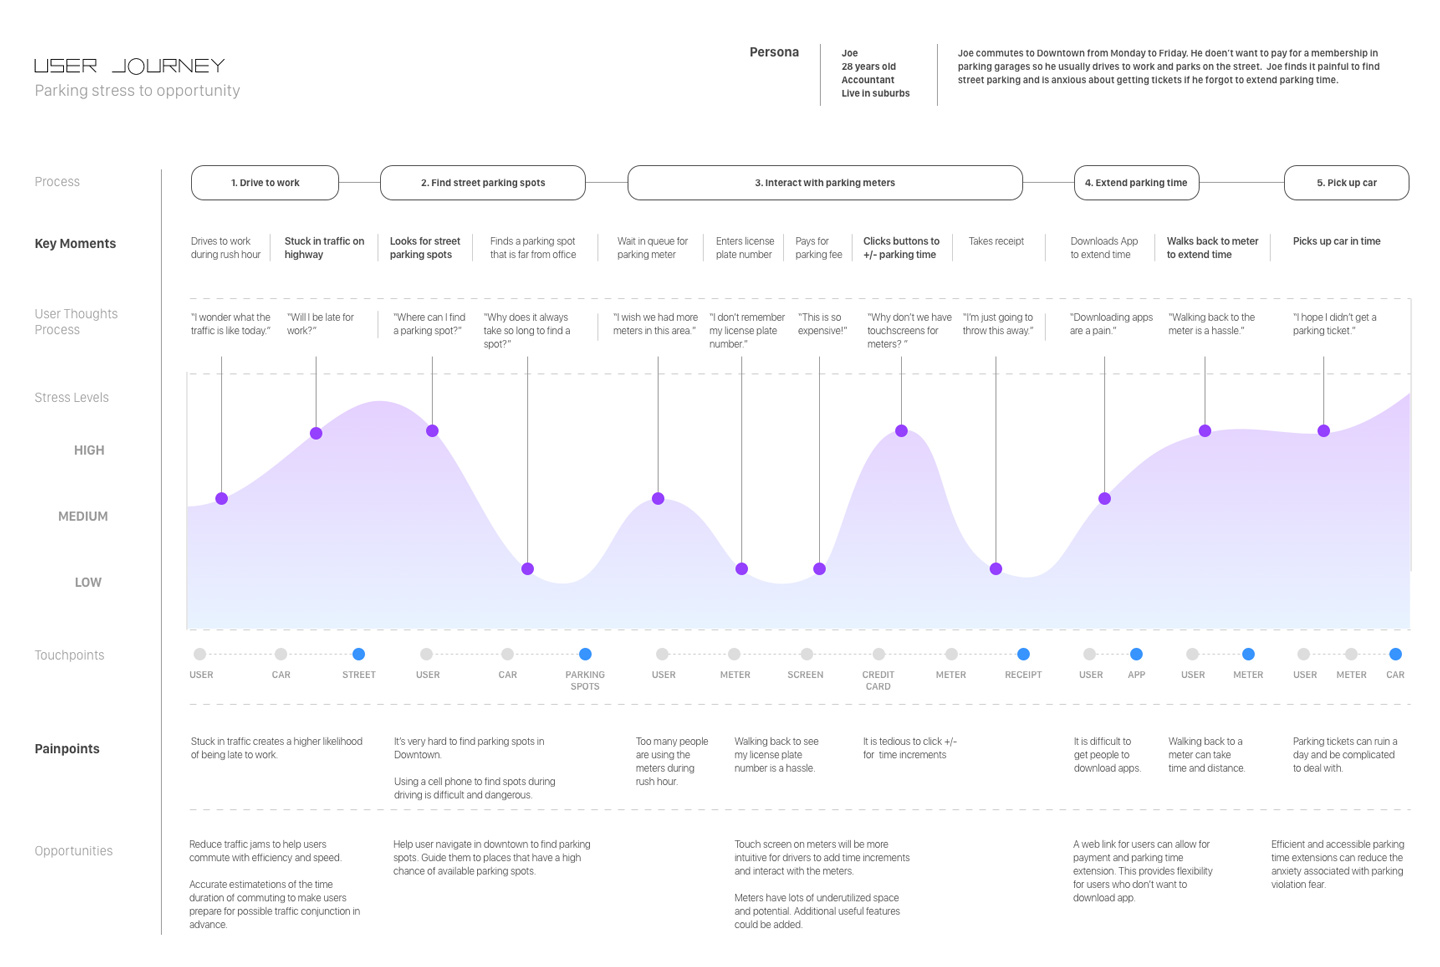 USER JOURNEY
Parking stress to opportunity
Persona
Joe
28 years old
Accountant
Live in suburbs
Joe commutes to Downtown from Monday to Friday. He doen't want to pay for a membership in
parking garages so he usually drives to work and parks on the street.  Joe finds it painful to find
street parking and is anxious about getting tickets if he forgot to extend parking time.
Process
1. Drive to work
2. Find street parking spots
3. Interact with parking meters
4. Extend parking time
5. Pick up car
Key Moments
Drives to work
during rush hour
Stuck in traffic on
highway
Looks for street
parking spots
Finds a parking spot
that is far from office
Wait in queue for
parking meter
Enters license
plate number
Pays for
parking fee
Clicks buttons to
+/- parking time
Takes receipt
Downloads App
to extend time
Walks back to meter
to extend time
Picks up car in time
User Thoughts
Process
"I wonder what the
traffic is like today."
"Will I be late for
work?"
"Where can I find
a parking spot?"
"Why does it always
take so long to find a
spot?"
"I wish we had more
meters in this area."
"I don't remember
my license plate
number."
"This is so
expensive!"
"Why don't we have
touchscreens for
meters? "
"I'm just going to
throw this away."
"Downloading apps
are a pain."
"Walking back to the
meter is a hassle."
"I hope I didn't get a
parking ticket."
Stress Levels
HIGH
MEDIUM
LOW
Touchpoints
USER
CAR
STREET
USER
CAR
PARKING
SPOTS
USER
METER
SCREEN
CREDIT
CARD
METER
RECEIPT
USER
APP
USER
METER
USER
METER
CAR
Painpoints
Stuck in traffic creates a higher likelihood
of being late to work.
It's very hard to find parking spots in
Downtown.
Using a cell phone to find spots during
driving is difficult and dangerous.
Too many people
are using the
meters during
rush hour.
Walking back to see
my license plate
number is a hassle.
It is tedious to click +/-
for  time increments
It is difficult to
get people to
download apps.
Walking back to a
meter can take
time and distance.
Parking tickets can ruin a
day and be complicated
to deal with.
Opportunities
Reduce traffic jams to help users
commute with efficiency and speed.
Accurate estimatetions of the time
duration of commuting to make users
prepare for possible traffic conjunction in
advance.
Help user navigate in downtown to find parking
spots. Guide them to places that have a high
chance of available parking spots.
Touch screen on meters will be more
intuitive for drivers to add time increments
and interact with the meters.
Meters have lots of underutilized space
and potential. Additional useful features
could be added.
A web link for users can allow for
payment and parking time
extension. This provides flexibility
for users who don't want to
download app.
Efficient and accessible parking
time extensions can reduce the
anxiety associated with parking
violation fear.